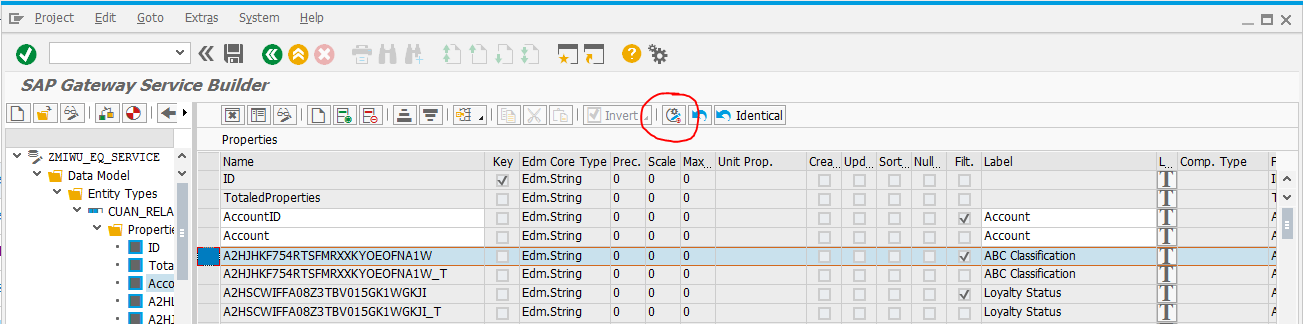 Project Edit Goto Extras System Help
SAP Gateway Service Builder
Invert Identical
Properties
Name Key Edm Core Type Prec. Scale Max... Unit Prop. Crea... Upd... Sort... Null... Filt. Label L... Comp. Type F
ZMIWU_EQ_SERVICE
Data Model
Entity Types
CUAN_RELA
Propertie
ID
Tota
Acco
A2HL
A2HJ
ID Edm.String 0 0 0 I
TotaledProperties Edm.String 0 0 0 T
AccountID Edm.String 0 0 0 Account T A
Account Edm.String 0 0 0 Account T A
A2HJHKF754RTSFMRXXKYOEOFNA1W Edm.String 0 0 0 ABC Classification T A
A2HJHKF754RTSFMRXXKYOEOFNA1W_T Edm.String 0 0 0 ABC Classification T A
A2HSCWIFFA08Z3TBV015GK1WGKJI Edm.String 0 0 0 Loyalty Status T A
A2HSCWIFFA08Z3TBV015GK1WGKJI_T Edm.String 0 0 0 Loyalty Status T A